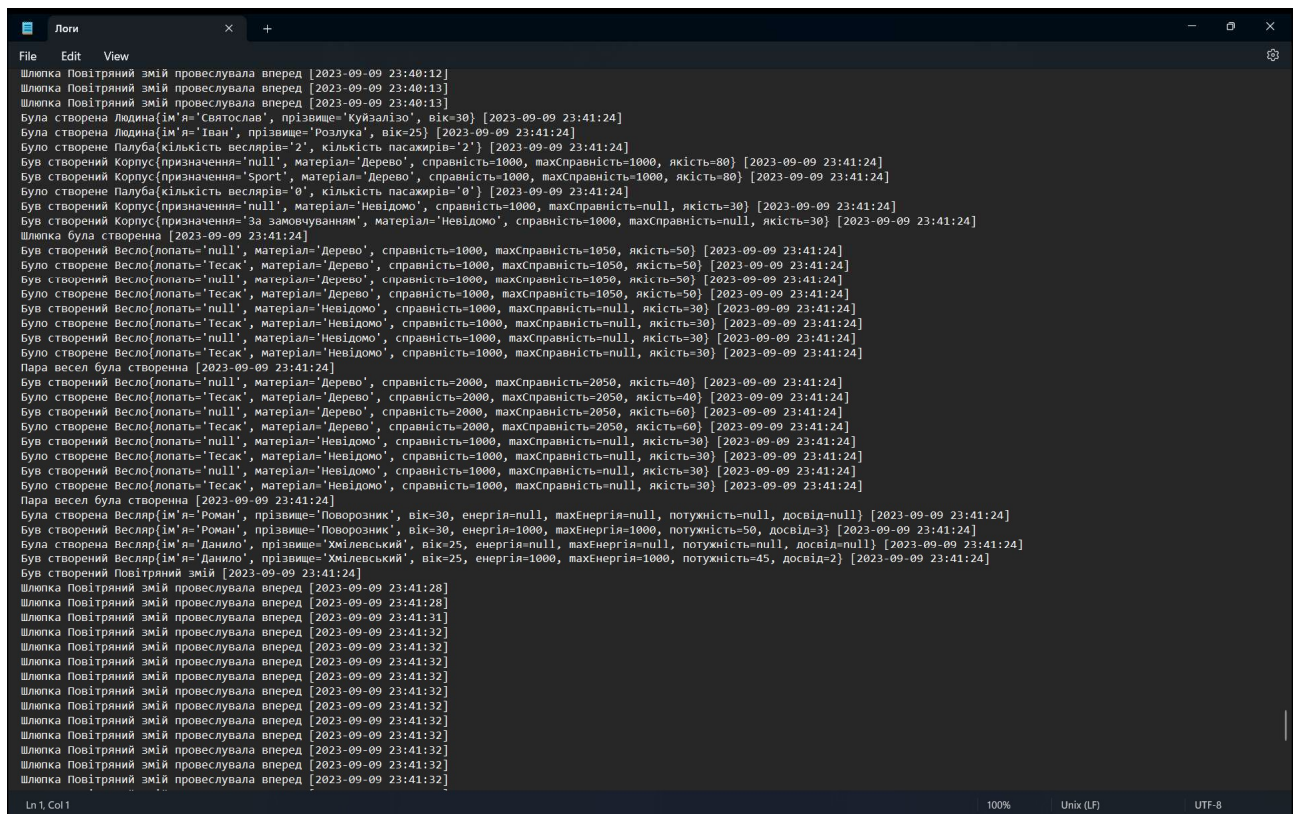 Логи
File Edit View
Шлюпка Повітряний змій провеслувала вперед [2023-09-09 23:40:12]
Шлюпка Повітряний змій провеслувала вперед [2023-09-09 23:40:13]
Шлюпка Повітряний змій провеслувала вперед [2023-09-09 23:40:13]
Була створена Людина{ім'я='Святослав', прізвище='Куйзалізо', вік=30} [2023-09-09 23:41:24]
Була створена Людина{ім'я='Іван', прізвище='Розлука', вік=25} [2023-09-09 23:41:24]
Було створене Палуба{кількість веслярів='2', кількість пасажирів='2'} [2023-09-09 23:41:24]
Був створений Корпус{призначення='null', матеріал='Дерево', справність=1000, maxСправність=1000, якість=80} [2023-09-09 23:41:24]
Був створений Корпус{призначення='Sport', матеріал='Дерево', справність=1000, maxСправність=1000, якість=80} [2023-09-09 23:41:24]
Було створене Палуба{кількість веслярів='0', кількість пасажирів='0'} [2023-09-09 23:41:24]
Був створений Корпус{призначення='null', матеріал='Невідомо', справність=1000, maxСправність=null, якість=30} [2023-09-09 23:41:24]
Був створений Корпус{призначення='За замовчуванням', матеріал='Невідомо', справність=1000, maxСправність=null, якість=30} [2023-09-09 23:41:24]
Шлюпка була створенна [2023-09-09 23:41:24]
Був створений Весло{лопать='null', матеріал='Дерево', справність=1000, maxСправність=1050, якість=50} [2023-09-09 23:41:24]
Було створене Весло{лопать='Тесак', матеріал='Дерево', справність=1000, maxСправність=1050, якість=50} [2023-09-09 23:41:24]
Був створений Весло{лопать='null', матеріал='Дерево', справність=1000, maxСправність=1050, якість=50} [2023-09-09 23:41:24]
Було створене Весло{лопать='Тесак', матеріал='Дерево', справність=1000, maxСправність=1050, якість=50} [2023-09-09 23:41:24]
Був створений Весло{лопать='null', матеріал='Невідомо', справність=1000, maxСправність=null, якість=30} [2023-09-09 23:41:24]
Було створене Весло{лопать='Тесак', матеріал='Невідомо', справність=1000, maxСправність=null, якість=30} [2023-09-09 23:41:24]
Був створений Весло{лопать='null', матеріал='Невідомо', справність=1000, maxСправність=null, якість=30} [2023-09-09 23:41:24]
Було створене Весло{лопать='Тесак', матеріал='Невідомо', справність=1000, maxСправність=null, якість=30} [2023-09-09 23:41:24]
Пара весел була створенна [2023-09-09 23:41:24]
Був створений Весло{лопать='null', матеріал='Дерево', справність=2000, maxСправність=2050, якість=40} [2023-09-09 23:41:24]
Було створене Весло{лопать='Тесак', матеріал='Дерево', справність=2000, maxСправність=2050, якість=40} [2023-09-09 23:41:24]
Був створений Весло{лопать='null', матеріал='Дерево', справність=2000, maxСправність=2050, якість=60} [2023-09-09 23:41:24]
Було створене Весло{лопать='Тесак', матеріал='Дерево', справність=2000, maxСправність=2050, якість=60} [2023-09-09 23:41:24]
Був створений Весло{лопать='null', матеріал='Невідомо', справність=1000, maxСправність=null, якість=30} [2023-09-09 23:41:24]
Було створене Весло{лопать='Тесак', матеріал='Невідомо', справність=1000, maxСправність=null, якість=30} [2023-09-09 23:41:24]
Був створений Весло{лопать='null', матеріал='Невідомо', справність=1000, maxСправність=null, якість=30} [2023-09-09 23:41:24]
Було створене Весло{лопать='Тесак', матеріал='Невідомо', справність=1000, maxСправність=null, якість=30} [2023-09-09 23:41:24]
Пара весел була створенна [2023-09-09 23:41:24]
Була створена Весляр{ім'я='Роман', прізвище='Поворозник', вік=30, енергія=null, maxЕнергія=null, потужність=null, досвід=null} [2023-09-09 23:41:24]
Був створений Весляр{ім'я='Роман', прізвище='Поворозник', вік=30, енергія=1000, maxЕнергія=1000, потужність=50, досвід=3} [2023-09-09 23:41:24]
Була створена Весляр{ім'я='Данило', прізвище='Хмілевський', вік=25, енергія=null, maxЕнергія=null, потужність=null, досвід=null} [2023-09-09 23:41:24]
Був створений Весляр{ім'я='Данило', прізвище='Хмілевський', вік=25, енергія=1000, maxЕнергія=1000, потужність=45, досвід=2} [2023-09-09 23:41:24]
Був створений Повітряний змій [2023-09-09 23:41:24]
Шлюпка Повітряний змій провеслувала вперед [2023-09-09 23:41:28]
Шлюпка Повітряний змій провеслувала вперед [2023-09-09 23:41:28]
Шлюпка Повітряний змій провеслувала вперед [2023-09-09 23:41:31]
Шлюпка Повітряний змій провеслувала вперед [2023-09-09 23:41:32]
Шлюпка Повітряний змій провеслувала вперед [2023-09-09 23:41:32]
Шлюпка Повітряний змій провеслувала вперед [2023-09-09 23:41:32]
Шлюпка Повітряний змій провеслувала вперед [2023-09-09 23:41:32]
Шлюпка Повітряний змій провеслувала вперед [2023-09-09 23:41:32]
Шлюпка Повітряний змій провеслувала вперед [2023-09-09 23:41:32]
Шлюпка Повітряний змій провеслувала вперед [2023-09-09 23:41:32]
Шлюпка Повітряний змій провеслувала вперед [2023-09-09 23:41:32]
Шлюпка Повітряний змій провеслувала вперед [2023-09-09 23:41:32]
Шлюпка Повітряний змій провеслувала вперед [2023-09-09 23:41:32]
Шлюпка Повітряний змій провеслувала вперед [2023-09-09 23:41:32]
Ln 1, Col 1 100% Unix (LF) UTF-8